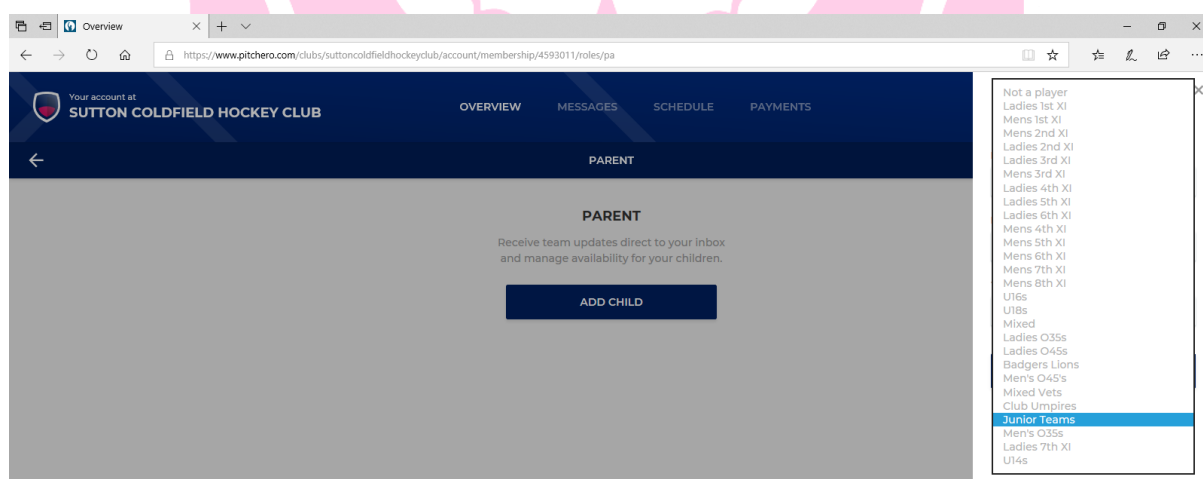 Overview
https://www.pitchero.com/clubs/suttoncoldfieldhockeyclub/account/membership/4593011/roles/pa
Your account at
SUTTON COLDFIELD HOCKEY CLUB
OVERVIEW MESSAGES SCHEDULE PAYMENTS
PARENT
PARENT
Receive team updates direct to your inbox
and manage availability for your children.
ADD CHILD
Not a player
Ladies 1st XI
Mens 1st XI
Mens 2nd XI
Ladies 2nd XI
Ladies 3rd XI
Mens 3rd XI
Ladies 4th XI
Ladies 5th XI
Ladies 6th XI
Mens 4th XI
Mens 5th XI
Mens 6th XI
Mens 7th XI
Mens 8th XI
U16s
U18s
Mixed
Ladies O35s
Ladies O45s
Badgers Lions
Men's O45's
Mixed Vets
Club Umpires
Junior Teams
Men's O35s
Ladies 7th XI
U14s